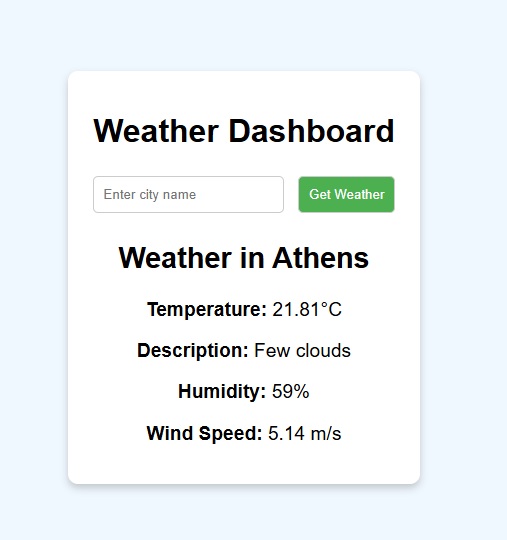 Weather Dashboard
Enter city name Get Weather
Weather in Athens
Temperature: 21.81°C
Description: Few clouds
Humidity: 59%
Wind Speed: 5.14 m/s